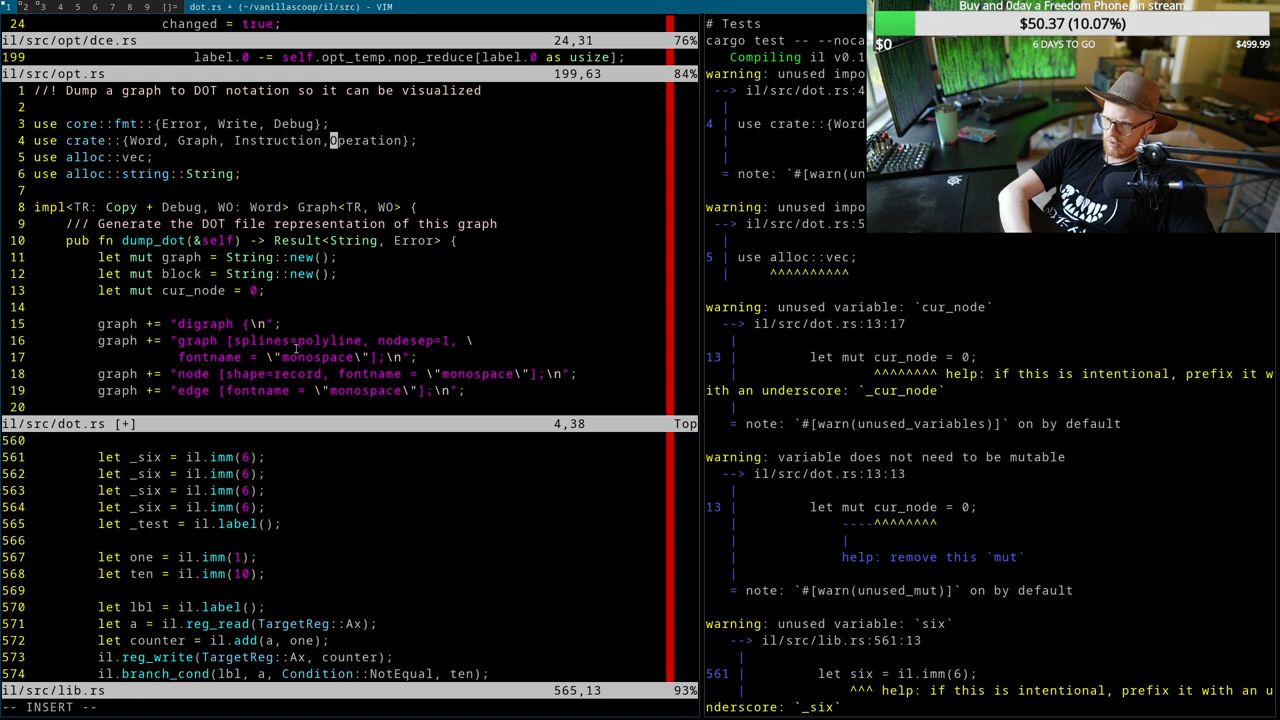 1 2 3 4 5 6 7 8 9 []= dot.rs + (~/vanillascoop/il/src) - VIM
24 changed = true;
il/src/opt/dce.rs 24,31 76%
199 label.0 -= self.opt_temp.nop_reduce[label.0 as usize];
il/src/opt.rs 199,63 84%
1 //! Dump a graph to DOT notation so it can be visualized
2
3 use core::fmt::{Error, Write, Debug};
4 use crate::{Word, Graph, Instruction,Operation};
5 use alloc::vec;
6 use alloc::string::String;
7
8 impl<TR: Copy + Debug, WO: Word> Graph<TR, WO> {
9 /// Generate the DOT file representation of this graph
10 pub fn dump_dot(&self) -> Result<String, Error> {
11 let mut graph = String::new();
12 let mut block = String::new();
13 let mut cur_node = 0;
14
15 graph += "digraph {\n";
16 graph += "graph [splines=polyline, nodesep=1, \
17 fontname = \"monospace\"];\n";
18 graph += "node [shape=record, fontname = \"monospace\"];\n";
19 graph += "edge [fontname = \"monospace\"];\n";
20
il/src/dot.rs [+] 4,38 Top
560
561 let _six = il.imm(6);
562 let _six = il.imm(6);
563 let _six = il.imm(6);
564 let _six = il.imm(6);
565 let _test = il.label();
566
567 let one = il.imm(1);
568 let ten = il.imm(10);
569
570 let lbl = il.label();
571 let a = il.reg_read(TargetReg::Ax);
572 let counter = il.add(a, one);
573 il.reg_write(TargetReg::Ax, counter);
574 il.branch_cond(lbl, a, Condition::NotEqual, ten);
il/src/lib.rs 565,13 93%
-- INSERT --
# Tests
cargo test -- --noca
Compiling il v0.1
warning: unused impo
--> il/src/dot.rs:4
|
4 | use crate::{Word
|
|
= note: `#[warn(un
warning: unused impo
--> il/src/dot.rs:5
|
5 | use alloc::vec;
| ^^^^^^^^^^
warning: unused variable: `cur_node`
--> il/src/dot.rs:13:17
|
13 | let mut cur_node = 0;
| ^^^^^^^^ help: if this is intentional, prefix it w
ith an underscore: `_cur_node`
|
= note: `#[warn(unused_variables)]` on by default
warning: variable does not need to be mutable
--> il/src/dot.rs:13:13
|
13 | let mut cur_node = 0;
| ----^^^^^^^^
| |
| help: remove this `mut`
|
= note: `#[warn(unused_mut)]` on by default
warning: unused variable: `six`
--> il/src/lib.rs:561:13
|
561 | let six = il.imm(6);
| ^^^ help: if this is intentional, prefix it with an u
nderscore: `_six`
Buy and 0day a Freedom Phone on stream
$50.37 (10.07%)
$0 6 DAYS TO GO $499.99